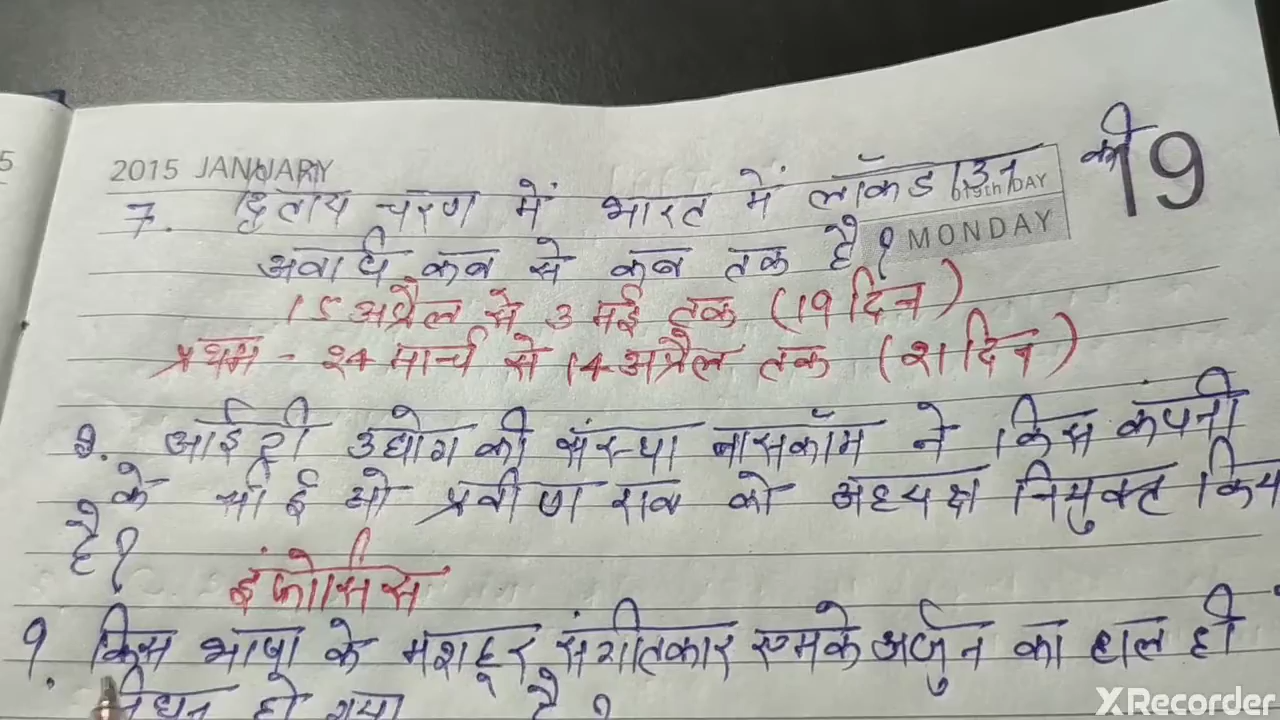 5
2015 JANUARY
19
7. द्वितीय चरण में भारत में लॉकडाउन की
019th DAY
MONDAY
अवधि कब से कब तक है?
15 अप्रैल से 3 मई तक (19 दिन)
प्रथम - 24 मार्च से 14 अप्रैल तक (21 दिन)
8. आई टी उद्योग की संस्था नासकॉम ने किस कंपनी
के सी ई ओ प्रवीण राव को अध्यक्ष नियुक्त किय
है?
इंफोसिस
9. किस भाषा के मशहूर संगीतकार एमके अर्जुन का हाल ही
निधन हो गया है?
XRecorder